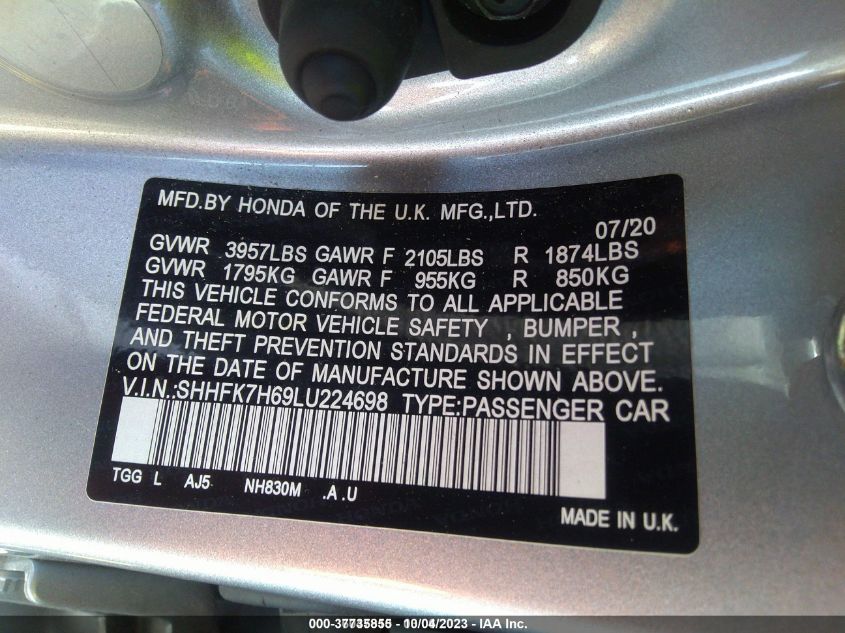 MFD.BY HONDA OF THE U.K. MFG.,LTD.
07/20
GVWR 3957LBS GAWR F 2105LBS R 1874LBS
GVWR 1795KG GAWR F 955KG R 850KG
THIS VEHICLE CONFORMS TO ALL APPLICABLE
FEDERAL MOTOR VEHICLE SAFETY , BUMPER ,
AND THEFT PREVENTION STANDARDS IN EFFECT
ON THE DATE OF MANUFACTURE SHOWN ABOVE.
V.I.N.:SHHFK7H69LU224698 TYPE:PASSENGER CAR
TGG L AJ5 NH830M .A .U
MADE IN U.K.
000-37735855 - 10/04/2023 - IAA Inc.